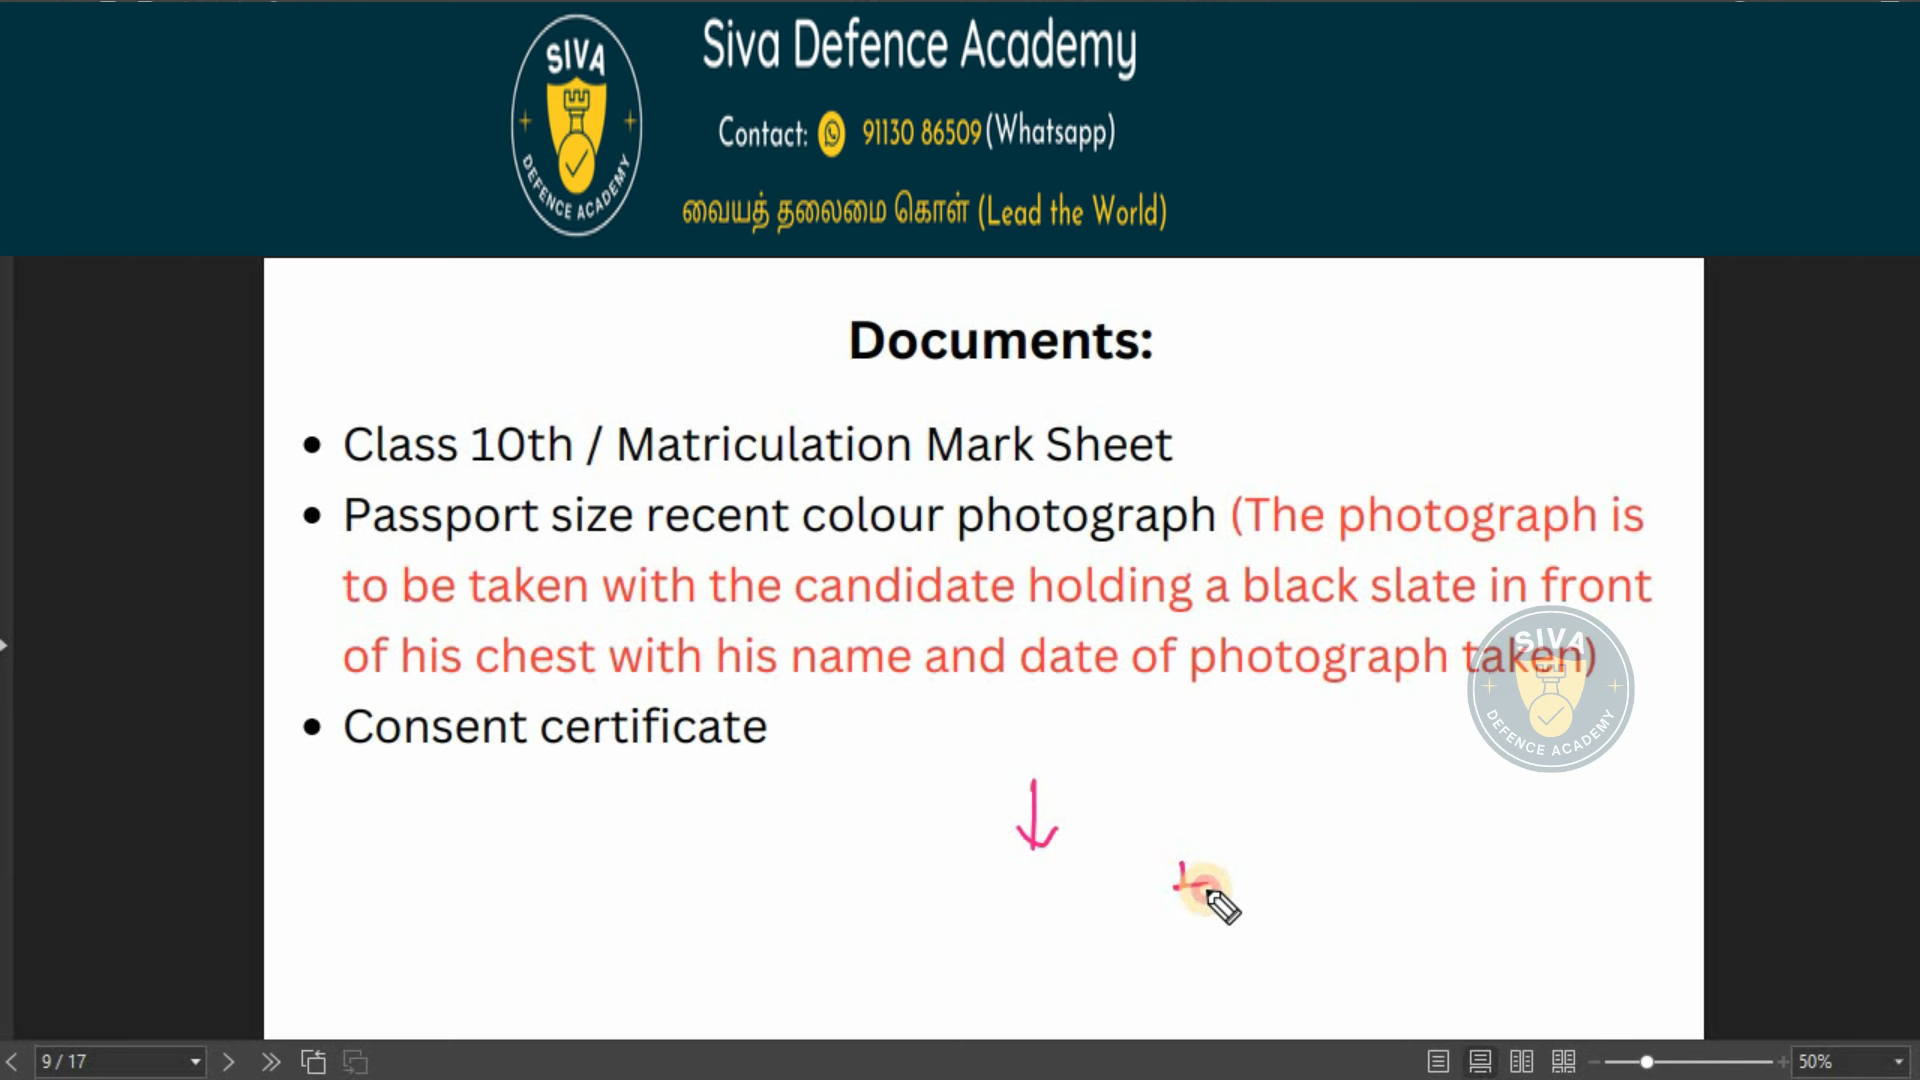 SIVA
DEFENCE ACADEMY
Siva Defence Academy
Contact: 91130 86509 (Whatsapp)
வையத் தலைமை கொள் (Lead the World)
Documents:
• Class 10th / Matriculation Mark Sheet
• Passport size recent colour photograph (The photograph is
to be taken with the candidate holding a black slate in front
of his chest with his name and date of photograph taken)
• Consent certificate
SIVA
DEFENCE ACADEMY
9 / 17
50%